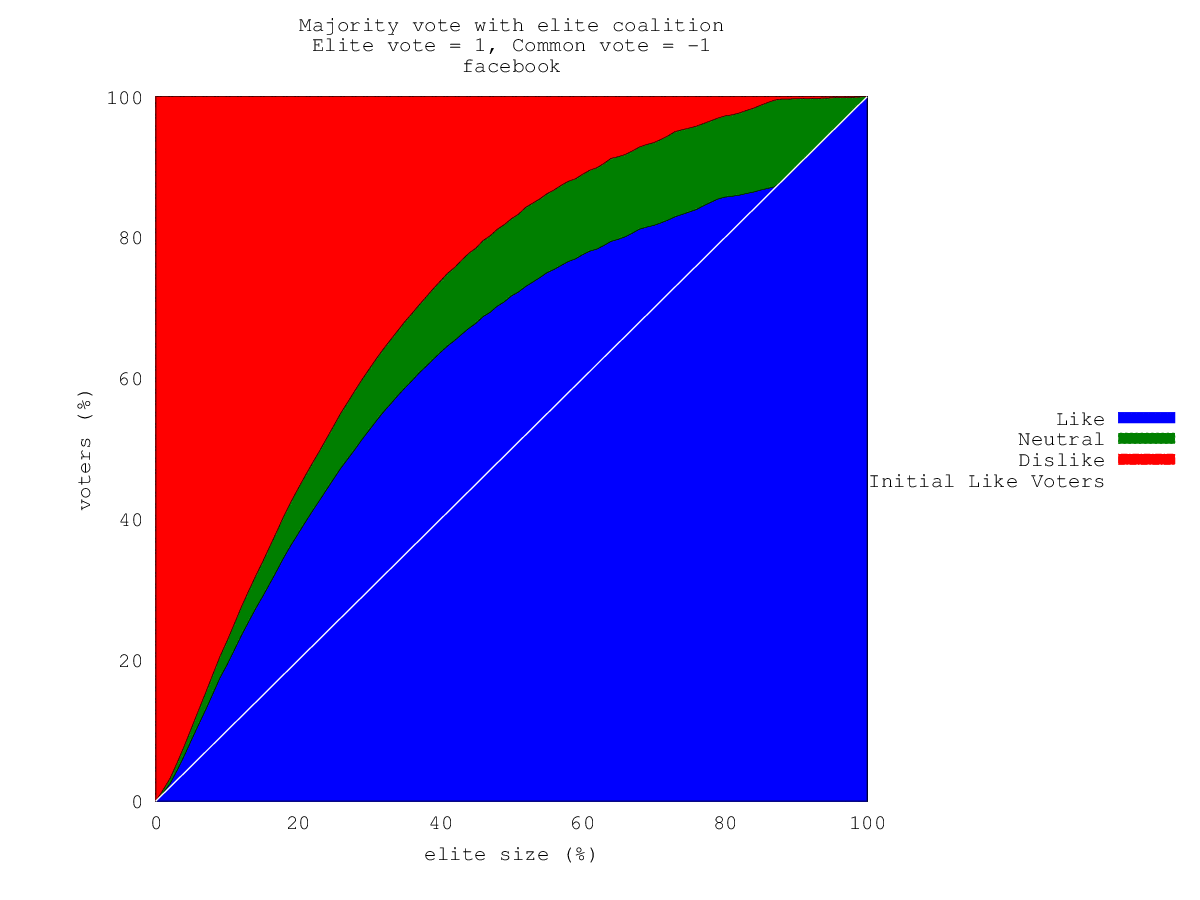 Majority vote with elite coalition
Elite vote = 1, Common vote = -1
facebook
100
80
60
40
20
0
voters (%)
0 20 40 60 80 100
elite size (%)
Like
Neutral
Dislike
Initial Like Voters